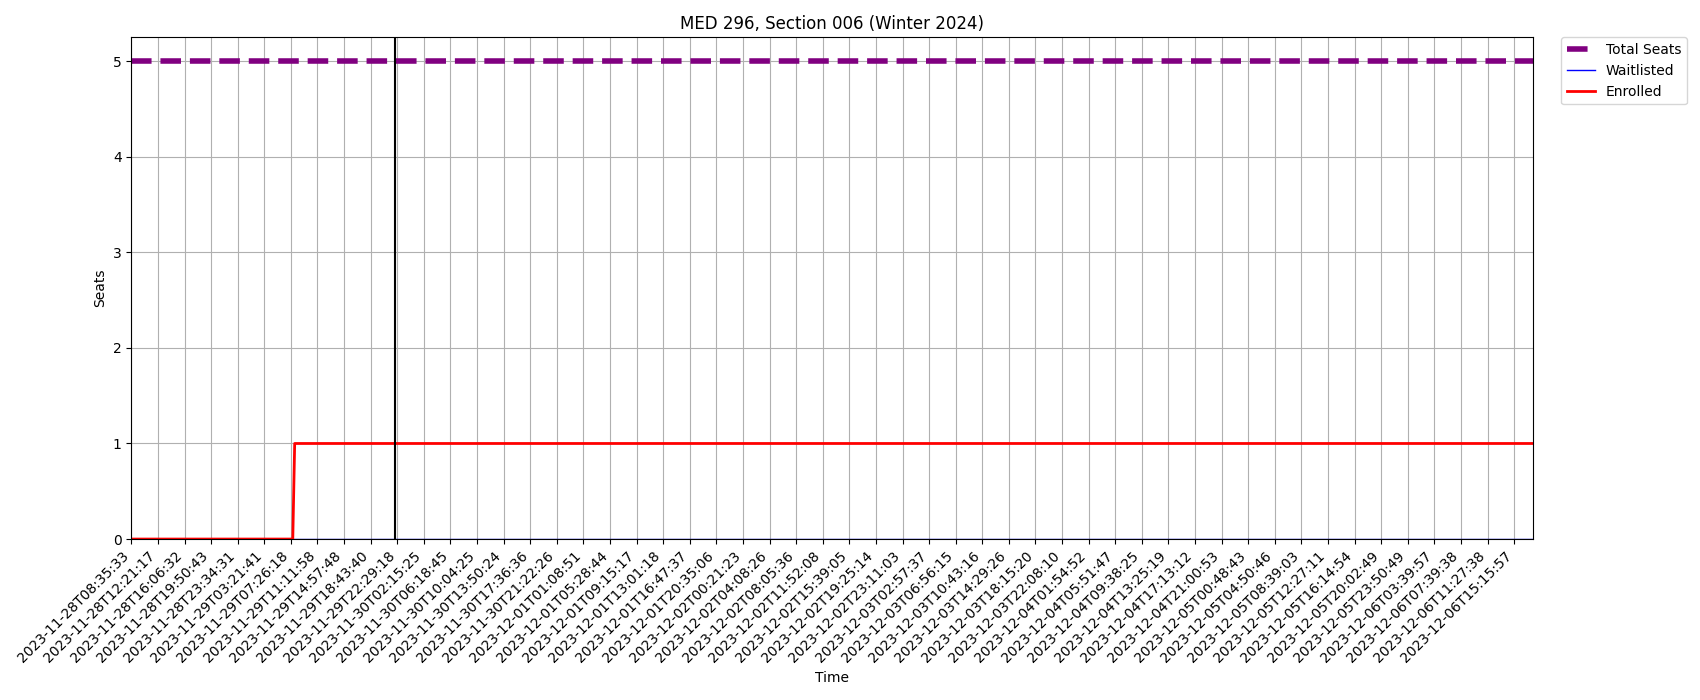 MED 296, Section 006 (Winter 2024)
Total Seats
Waitlisted
Enrolled
5
4
3
2
1
0
Seats
2023-11-28T08:35:33
2023-11-28T12:21:17
2023-11-28T16:06:32
2023-11-28T19:50:43
2023-11-28T23:34:31
2023-11-29T03:21:41
2023-11-29T07:26:18
2023-11-29T11:11:58
2023-11-29T14:57:48
2023-11-29T18:43:40
2023-11-29T22:29:18
2023-11-30T02:15:25
2023-11-30T06:18:45
2023-11-30T10:04:25
2023-11-30T13:50:24
2023-11-30T17:36:36
2023-11-30T21:22:26
2023-12-01T01:08:51
2023-12-01T05:28:44
2023-12-01T09:15:17
2023-12-01T13:01:18
2023-12-01T16:47:37
2023-12-01T20:35:06
2023-12-02T00:21:23
2023-12-02T04:08:26
2023-12-02T08:05:36
2023-12-02T11:52:08
2023-12-02T15:39:05
2023-12-02T19:25:14
2023-12-02T23:11:03
2023-12-03T02:57:37
2023-12-03T06:56:15
2023-12-03T10:43:16
2023-12-03T14:29:26
2023-12-03T18:15:20
2023-12-03T22:08:10
2023-12-04T01:54:52
2023-12-04T05:51:47
2023-12-04T09:38:25
2023-12-04T13:25:19
2023-12-04T17:13:12
2023-12-04T21:00:53
2023-12-05T00:48:43
2023-12-05T04:50:46
2023-12-05T08:39:03
2023-12-05T12:27:11
2023-12-05T16:14:54
2023-12-05T20:02:49
2023-12-05T23:50:49
2023-12-06T03:39:57
2023-12-06T07:39:38
2023-12-06T11:27:38
2023-12-06T15:15:57
Time